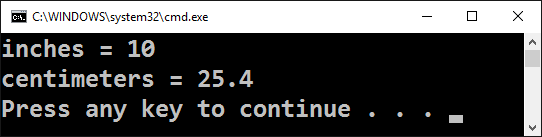 C:\WINDOWS\system32\cmd.exe
inches = 10
centimeters = 25.4
Press any key to continue . . .